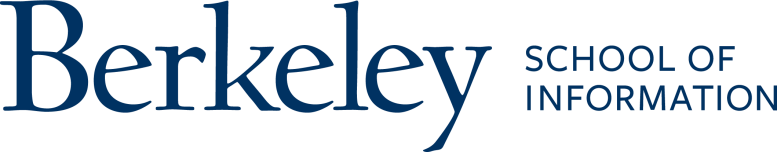 Berkeley
SCHOOL OF
INFORMATION